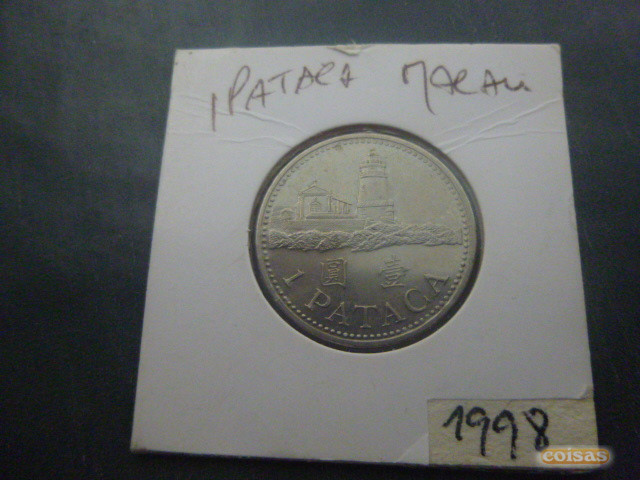 1 PATACA MACAU
圓 壹
1 PATACA
1998
coisas